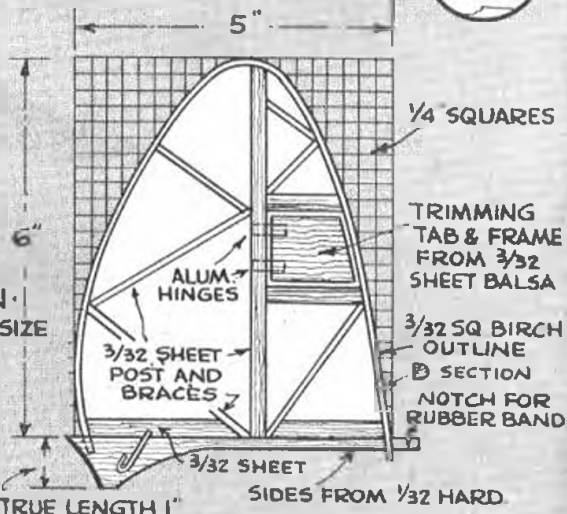 5"
1/4 SQUARES
6"
TRIMMING
TAB & FRAME
FROM 3/32
SHEET BALSA
ALUM.
HINGES
SIZE
3/32 SHEET
POST AND
BRACES
3/32 SQ BIRCH
OUTLINE
D SECTION
NOTCH FOR
RUBBER BAND
3/32 SHEET
TRUE LENGTH 1"
SIDES FROM 1/32 HARD